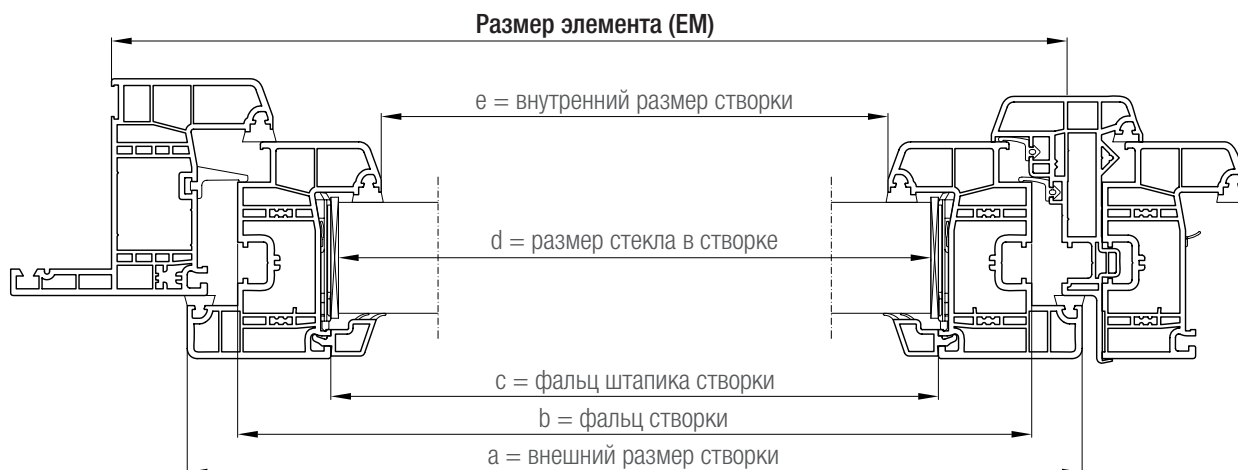 Размер элемента (EM)
e = внутренний размер створки
d = размер стекла в створке
c = фальц штапика створки
b = фальц створки
a = внешний размер створки